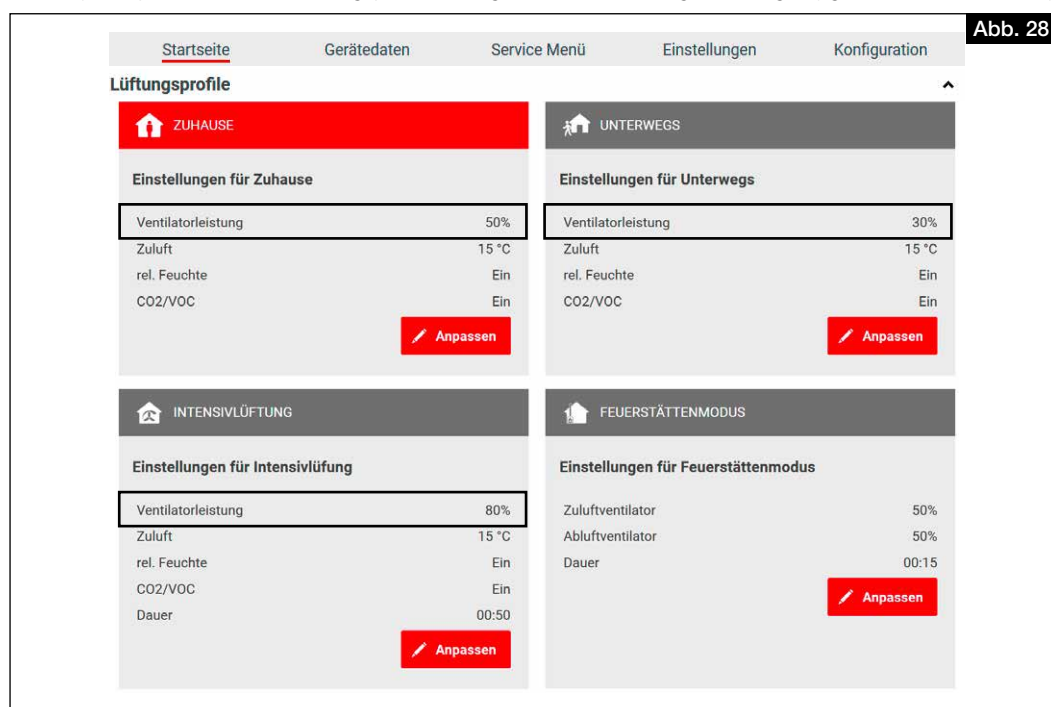 Abb. 28
Startseite Gerätedaten Service Menü Einstellungen Konfiguration
Lüftungsprofile
ZUHAUSE
Einstellungen für Zuhause
Ventilatorleistung 50%
Zuluft 15 °C
rel. Feuchte Ein
CO2/VOC Ein
Anpassen
UNTERWEGS
Einstellungen für Unterwegs
Ventilatorleistung 30%
Zuluft 15 °C
rel. Feuchte Ein
CO2/VOC Ein
Anpassen
INTENSIVLÜFTUNG
Einstellungen für Intensivlüfung
Ventilatorleistung 80%
Zuluft 15 °C
rel. Feuchte Ein
CO2/VOC Ein
Dauer 00:50
Anpassen
FEUERSTÄTTENMODUS
Einstellungen für Feuerstättenmodus
Zuluftventilator 50%
Abluftventilator 50%
Dauer 00:15
Anpassen